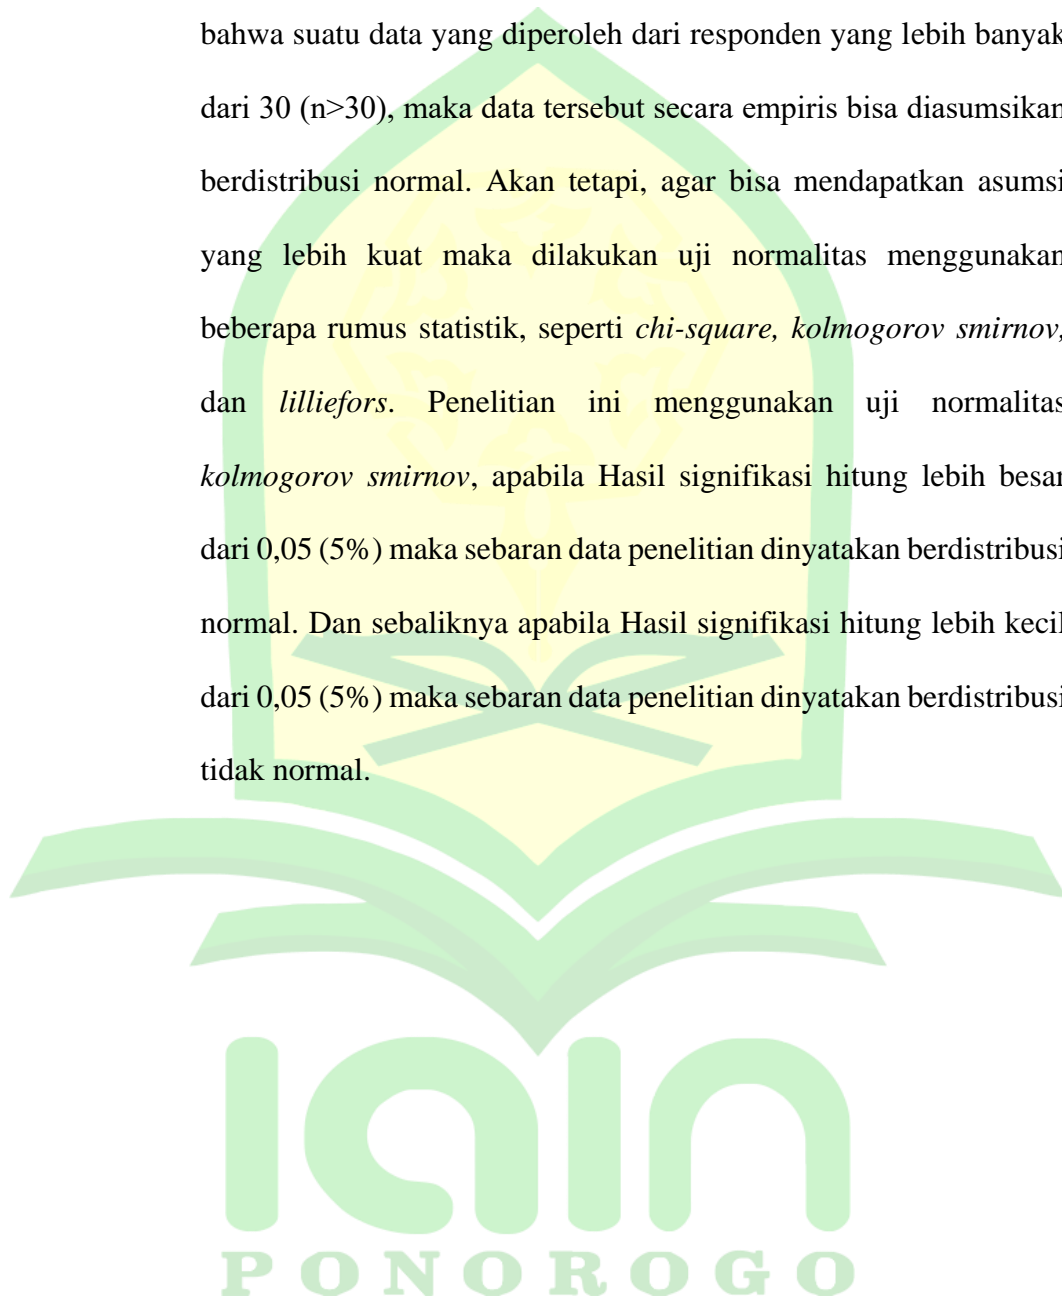 bahwa suatu data yang diperoleh dari responden yang lebih banyak
dari 30 (n>30), maka data tersebut secara empiris bisa diasumsikan
berdistribusi normal. Akan tetapi, agar bisa mendapatkan asumsi
yang lebih kuat maka dilakukan uji normalitas menggunakan
beberapa rumus statistik, seperti chi-square, kolmogorov smirnov,
dan lilliefors. Penelitian ini menggunakan uji normalitas
kolmogorov smirnov, apabila Hasil signifikasi hitung lebih besar
dari 0,05 (5%) maka sebaran data penelitian dinyatakan berdistribusi
normal. Dan sebaliknya apabila Hasil signifikasi hitung lebih kecil
dari 0,05 (5%) maka sebaran data penelitian dinyatakan berdistribusi
tidak normal.
IAIN
PONOROGO